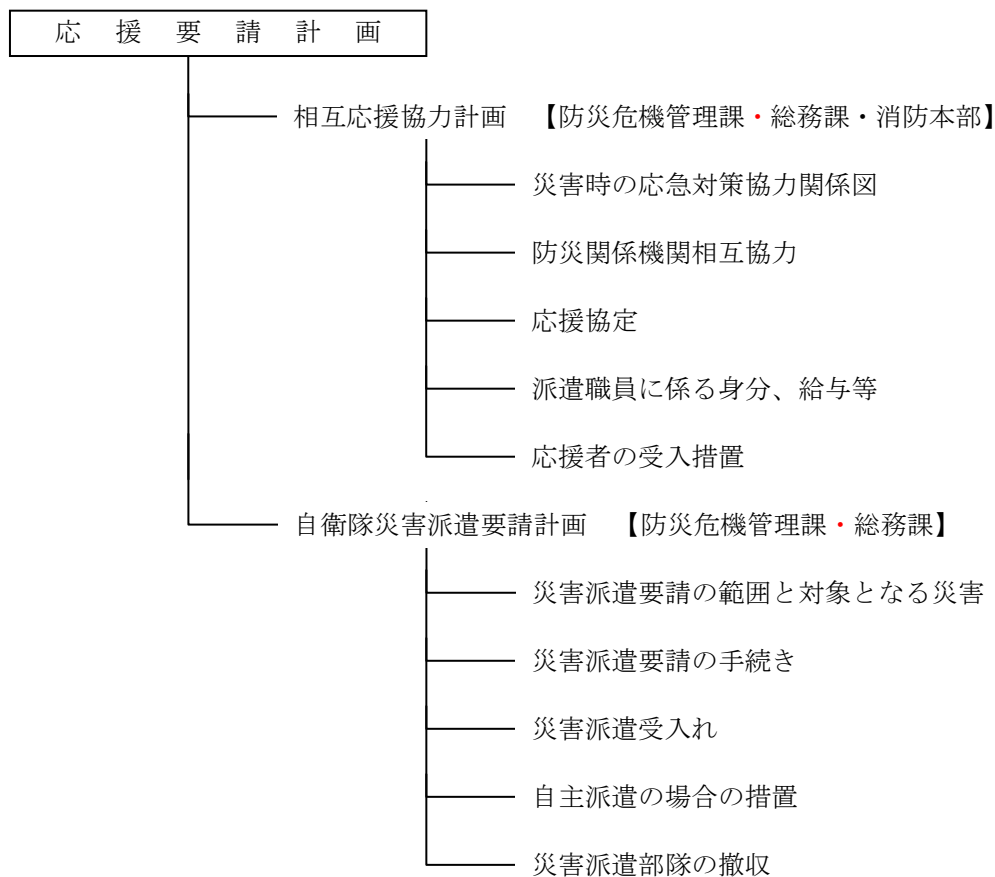 応　援　要　請　計　画
相互応援協力計画　【防災危機管理課・総務課・消防本部】
災害時の応急対策協力関係図
防災関係機関相互協力
応援協定
派遣職員に係る身分、給与等
応援者の受入措置
自衛隊災害派遣要請計画　【防災危機管理課・総務課】
災害派遣要請の範囲と対象となる災害
災害派遣要請の手続き
災害派遣受入れ
自主派遣の場合の措置
災害派遣部隊の撤収